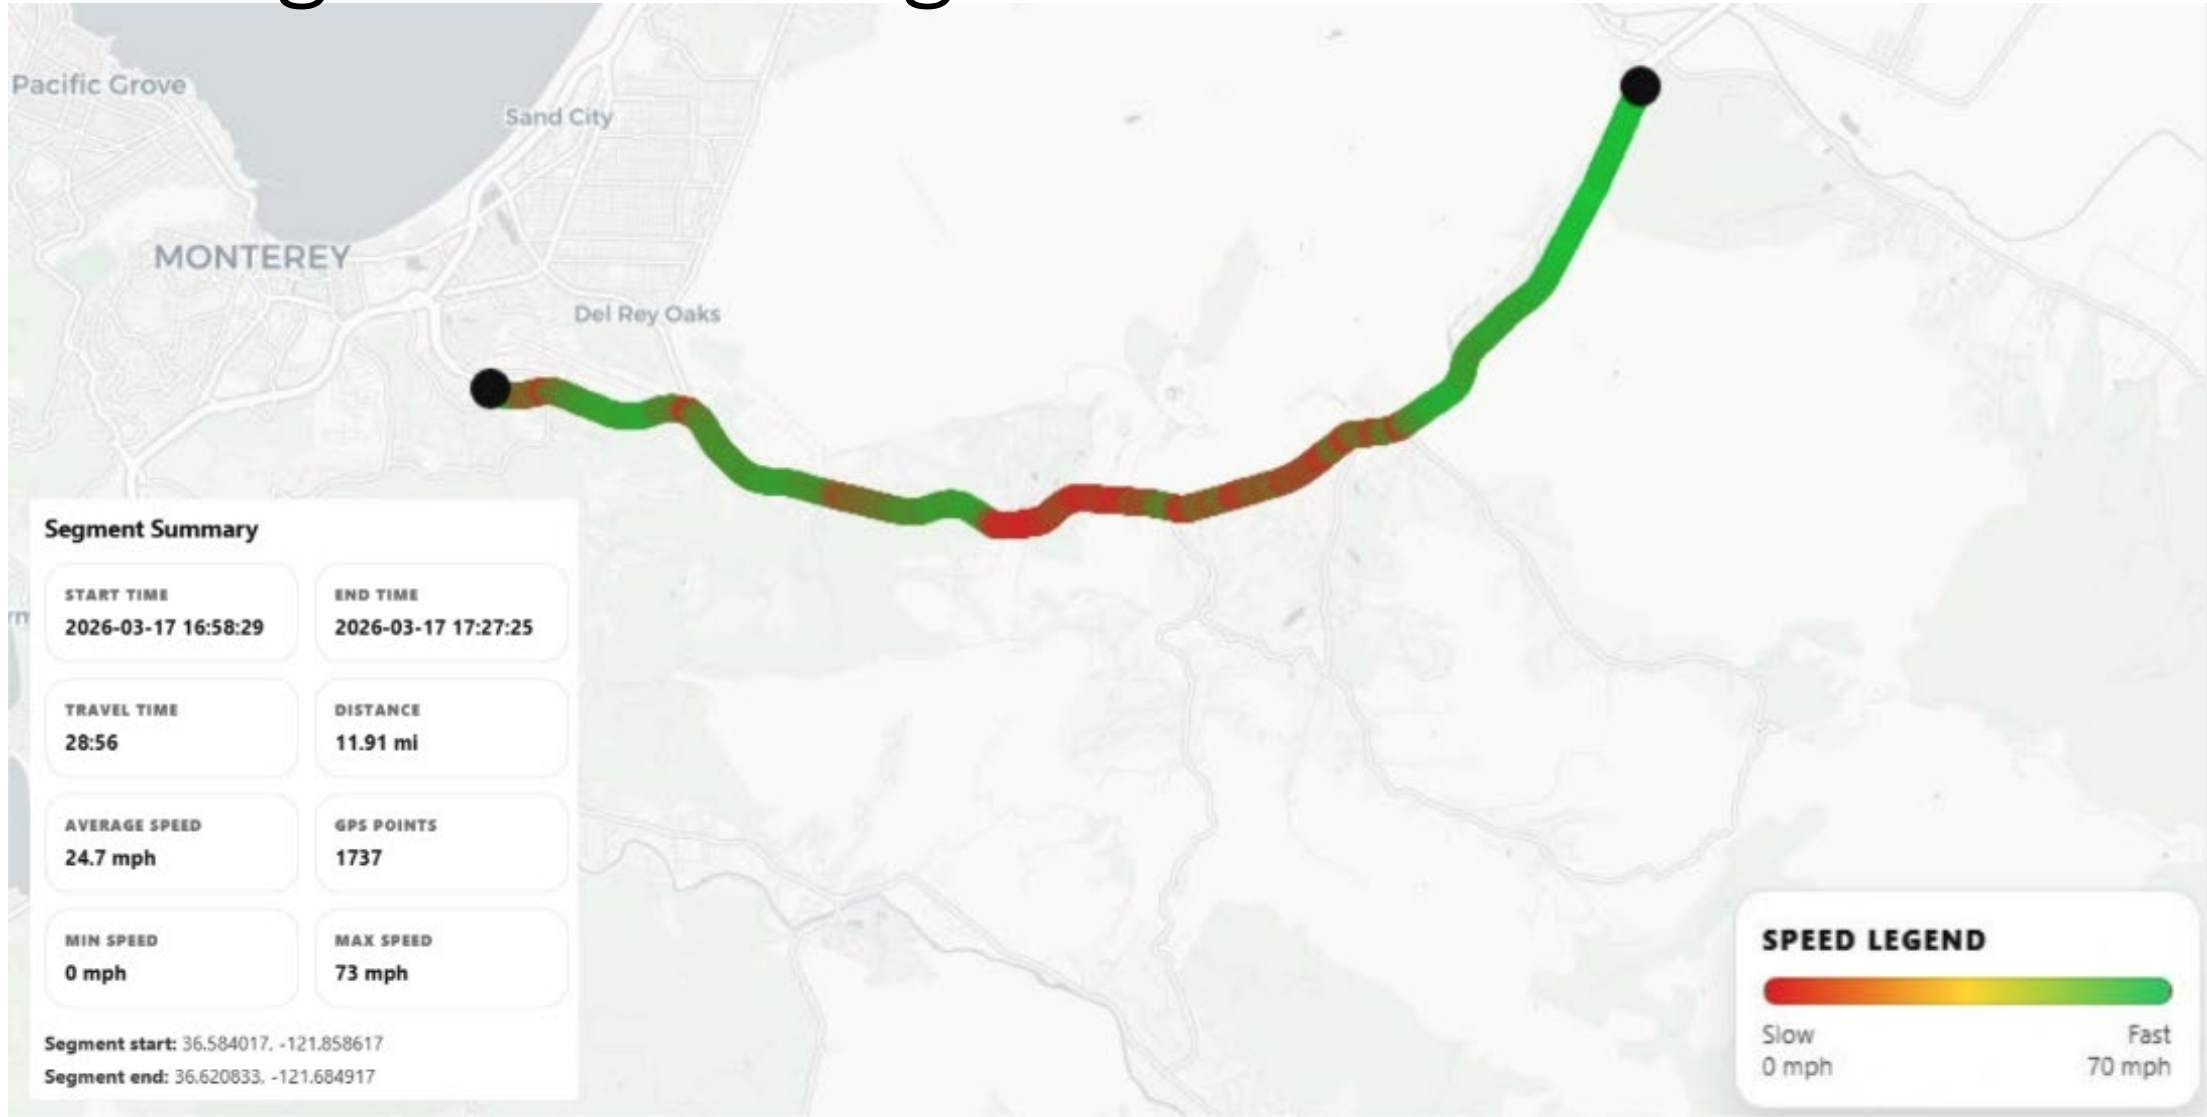 Pacific Grove
Sand City
MONTEREY
Del Rey Oaks
Segment Summary
START TIME
2026-03-17 16:58:29
END TIME
2026-03-17 17:27:25
TRAVEL TIME
28:56
DISTANCE
11.91 mi
AVERAGE SPEED
24.7 mph
GPS POINTS
1737
MIN SPEED
0 mph
MAX SPEED
73 mph
Segment start: 36.584017, -121.858617
Segment end: 36.620833, -121.684917
SPEED LEGEND
Slow
0 mph
Fast
70 mph